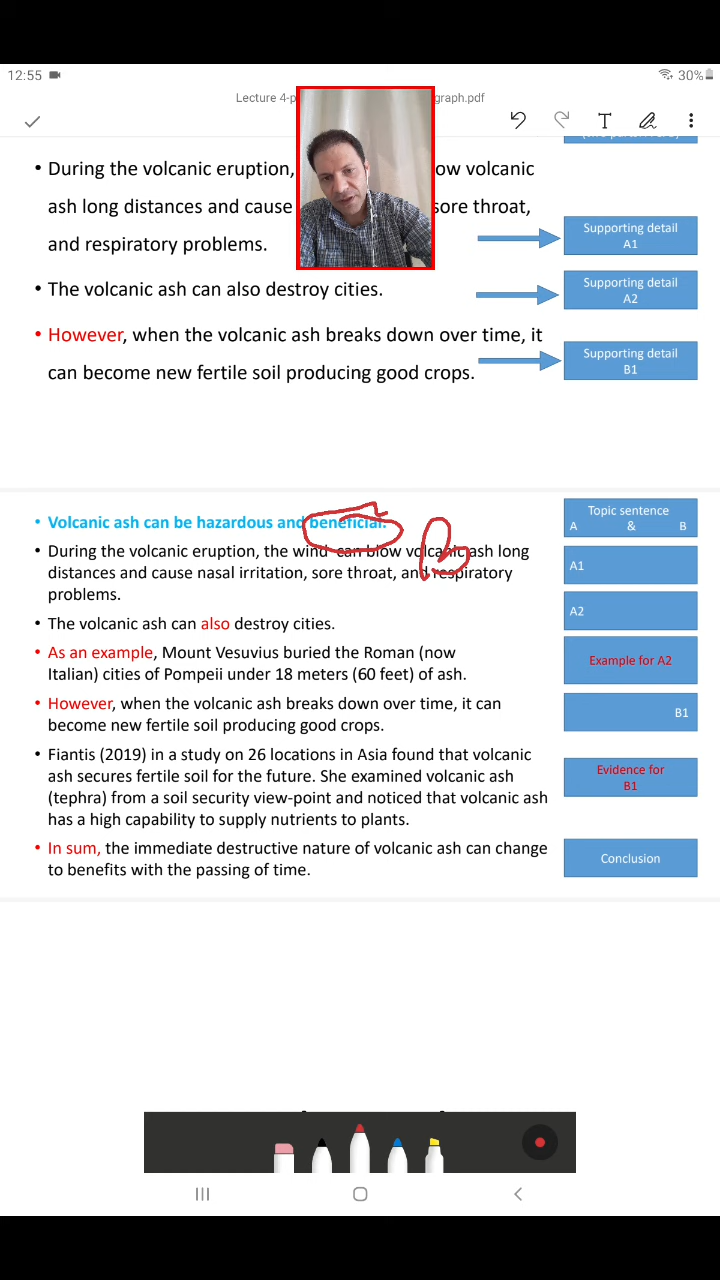 12:55
30%
Lecture 4-p
graph.pdf
T
• During the volcanic eruption,
ow volcanic
ash long distances and cause
sore throat,
and respiratory problems.
Supporting detail
A1
• The volcanic ash can also destroy cities.
Supporting detail
A2
• However, when the volcanic ash breaks down over time, it
can become new fertile soil producing good crops.
Supporting detail
B1
• Volcanic ash can be hazardous and beneficial.
Topic sentence
A & B
B
• During the volcanic eruption, the wind can blow volcanic ash long
distances and cause nasal irritation, sore throat, and respiratory
problems.
A1
• The volcanic ash can also destroy cities.
A2
• As an example, Mount Vesuvius buried the Roman (now
Italian) cities of Pompeii under 18 meters (60 feet) of ash.
Example for A2
• However, when the volcanic ash breaks down over time, it can
become new fertile soil producing good crops.
B1
• Fiantis (2019) in a study on 26 locations in Asia found that volcanic
ash secures fertile soil for the future. She examined volcanic ash
(tephra) from a soil security view-point and noticed that volcanic ash
has a high capability to supply nutrients to plants.
Evidence for
B1
• In sum, the immediate destructive nature of volcanic ash can change
to benefits with the passing of time.
Conclusion